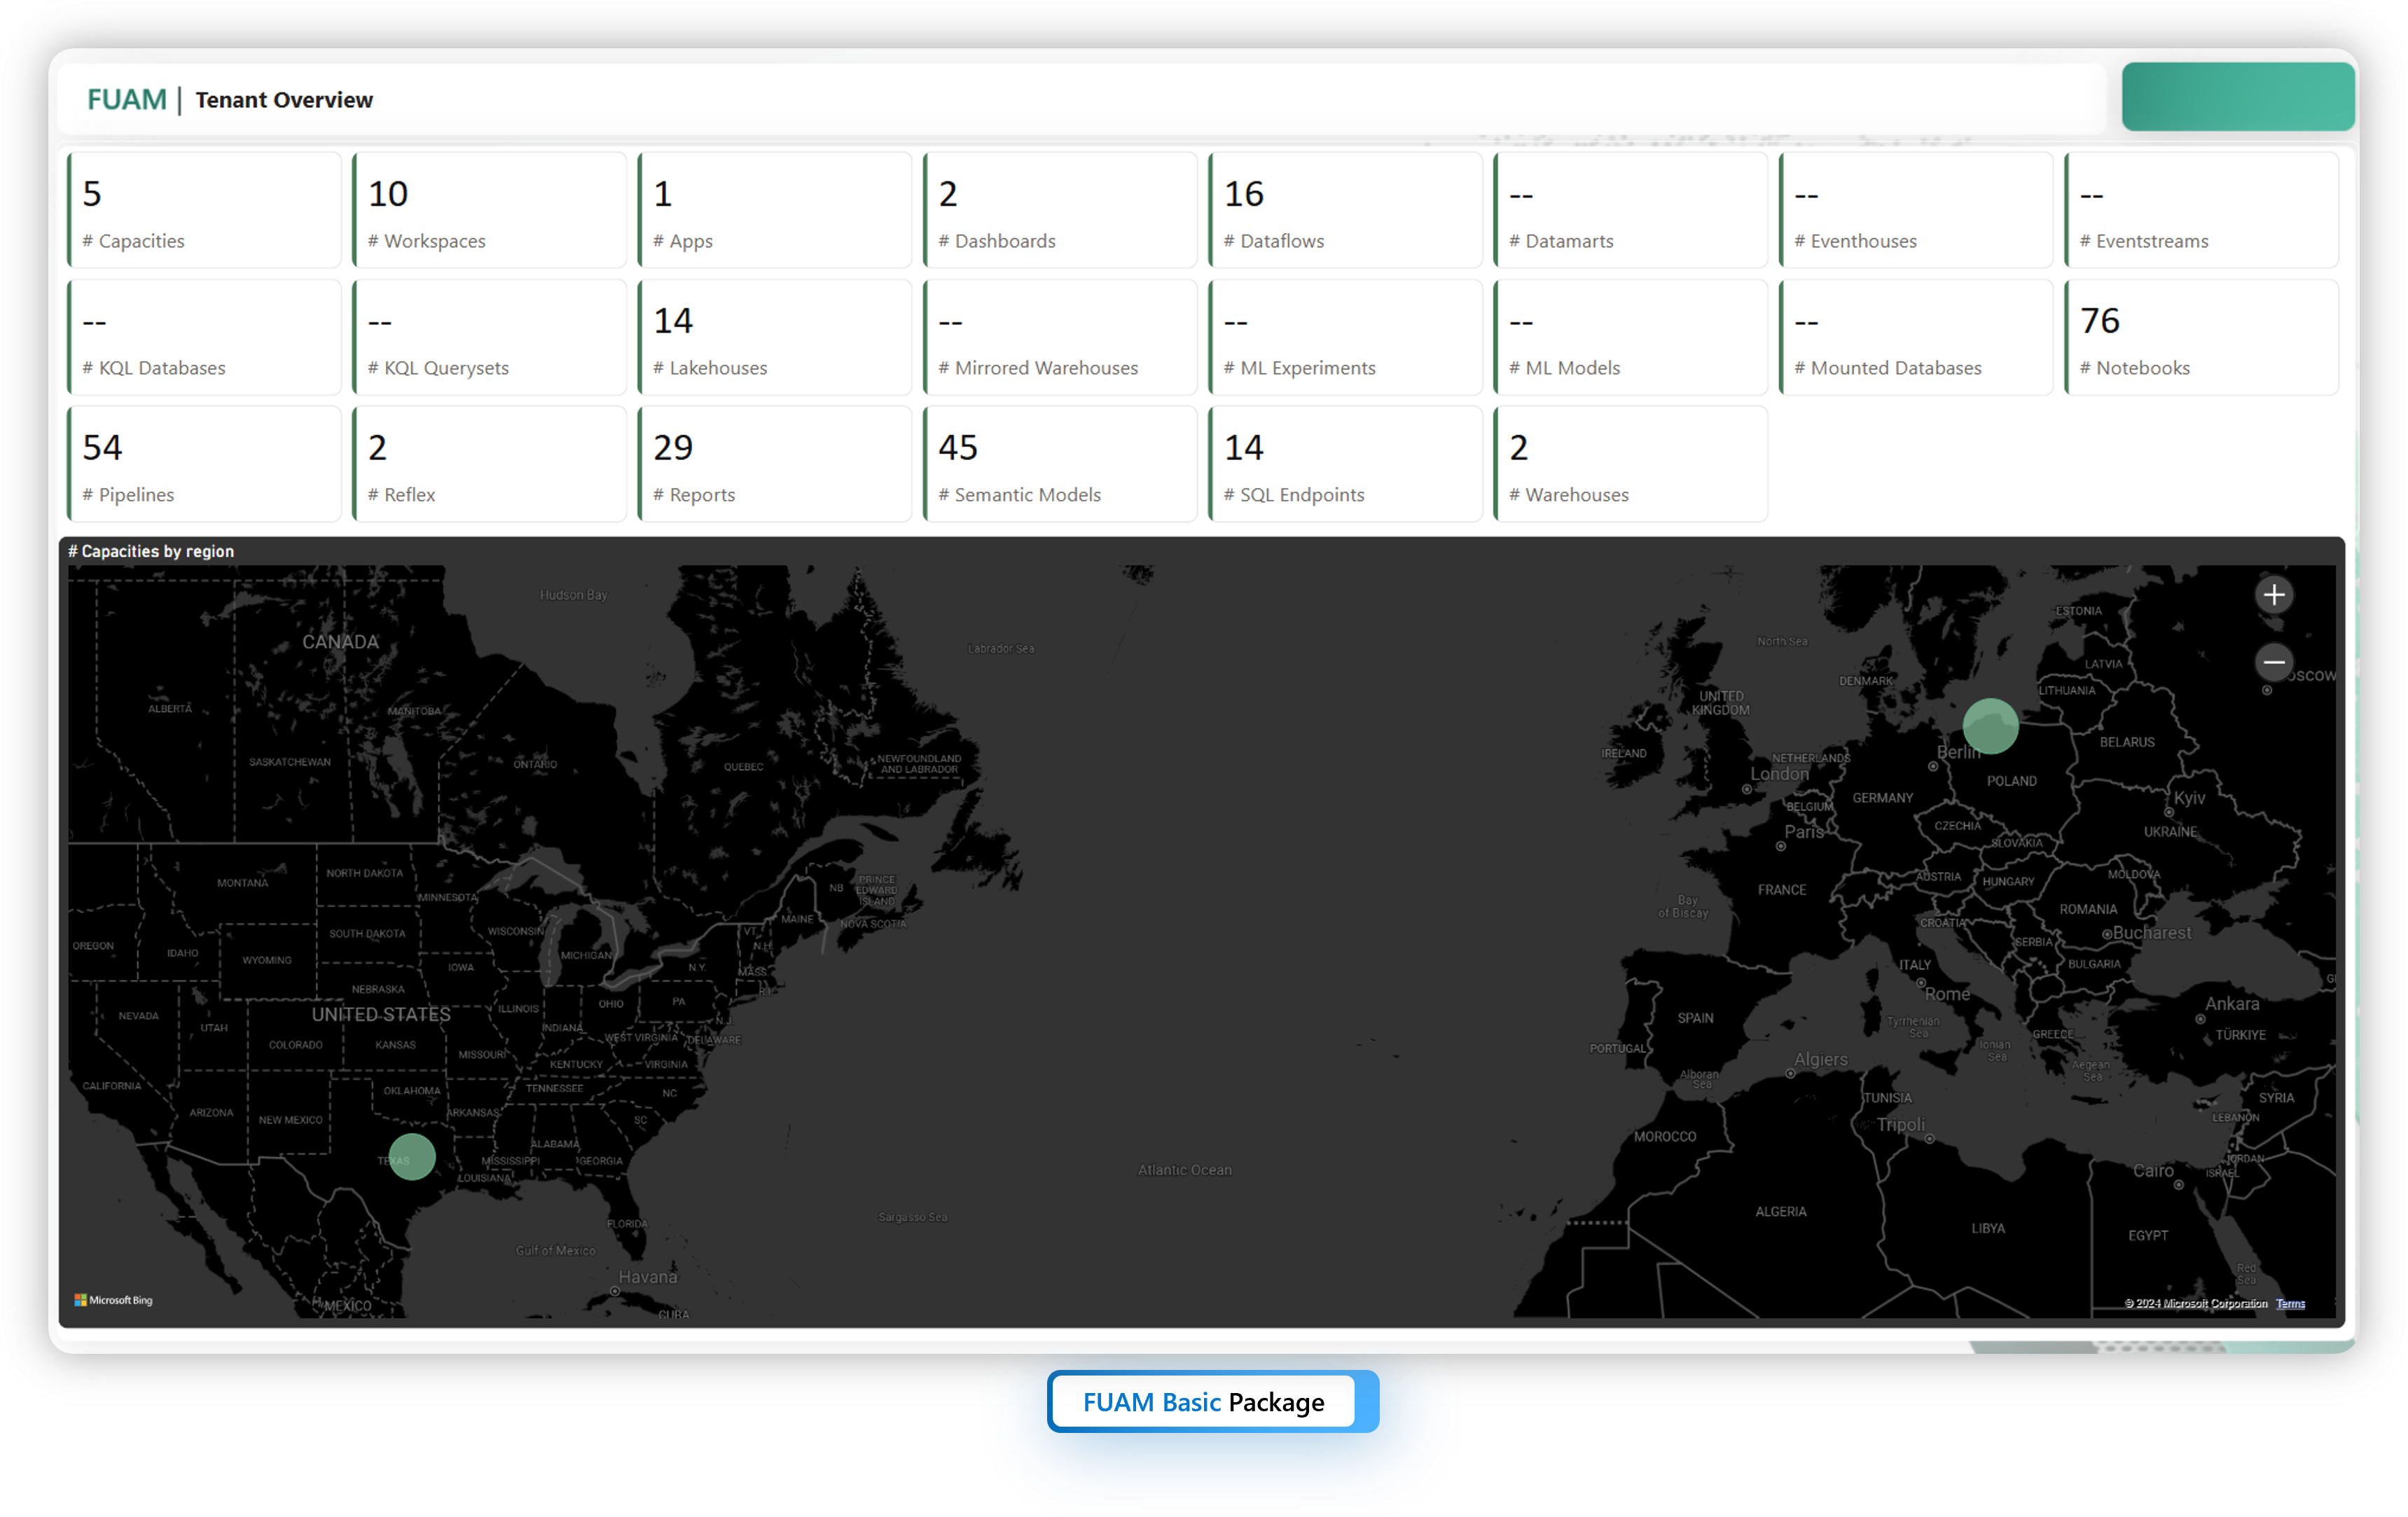 FUAM | Tenant Overview
5
# Capacities
10
# Workspaces
1
# Apps
2
# Dashboards
16
# Dataflows
--
# Datamarts
--
# Eventhouses
--
# Eventstreams
--
# KQL Databases
--
# KQL Querysets
14
# Lakehouses
--
# Mirrored Warehouses
--
# ML Experiments
--
# ML Models
--
# Mounted Databases
76
# Notebooks
54
# Pipelines
2
# Reflex
29
# Reports
45
# Semantic Models
14
# SQL Endpoints
2
# Warehouses
# Capacities by region
Hudson Bay
CANADA
Labrador Sea
ALBERTA
MANITOBA
SASKATCHEWAN
ONTARIO
QUEBEC
NEWFOUNDLAND
AND LABRADOR
MONTANA
NORTH DAKOTA
MINNESOTA
NB
PRINCE
EDWARD
ISLAND
MAINE
NOVA SCOTIA
OREGON
IDAHO
SOUTH DAKOTA
WISCONSIN
VT
N.H.
WYOMING
IOWA
MICHIGAN
N.Y.
MASS.
R.I.
NEBRASKA
NEVADA
UTAH
UNITED STATES
ILLINOIS
INDIANA
OHIO
PA
N.J.
COLORADO
KANSAS
MISSOURI
WEST VIRGINIA
DELAWARE
KENTUCKY
VIRGINIA
CALIFORNIA
OKLAHOMA
TENNESSEE
NC
ARIZONA
NEW MEXICO
ARKANSAS
SC
ALABAMA
TEXAS
MISSISSIPPI
GEORGIA
LOUISIANA
FLORIDA
Gulf of Mexico
Havana
MEXICO
CUBA
Sargasso Sea
Atlantic Ocean
North Sea
ESTONIA
LATVIA
OSCOW
DENMARK
LITHUANIA
UNITED
KINGDOM
IRELAND
NETHERLANDS
Berlin
BELARUS
London
POLAND
BELGIUM
GERMANY
Kyiv
Paris
CZECHIA
UKRAINE
SLOVAKIA
FRANCE
AUSTRIA
HUNGARY
MOLDOVA
Bay
of Biscay
ROMANIA
CROATIA
Bucharest
SERBIA
ITALY
BULGARIA
Rome
G
Ankara
SPAIN
Tyrrhenian
Sea
GREECE
TÜRKIYE
PORTUGAL
Ionian
Sea
Algiers
Aegean
Sea
Alboran
Sea
TUNISIA
SYRIA
LEBANON
MOROCCO
Tripoli
JORDAN
Cairo
ISRAEL
ALGERIA
LIBYA
EGYPT
Red
Sea
Microsoft Bing
© 2024 Microsoft Corporation Terms
FUAM Basic Package